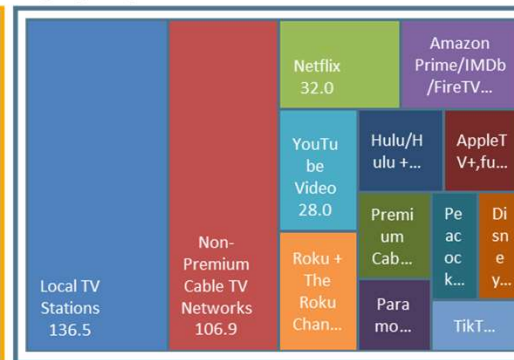 Local TV
Stations
136.5
Non-
Premium
Cable TV
Networks
106.9
Netflix
32.0
Amazon
Prime/IMDb
/FireTV...
YouTu
be
Video
28.0
Hulu/H
ulu +...
AppleT
V+,fu...
Roku +
The
Roku
Chan...
Premi
um
Cab...
Pe
ac
oc
k...
Di
sn
e
y...
Para
mo...
TikT...